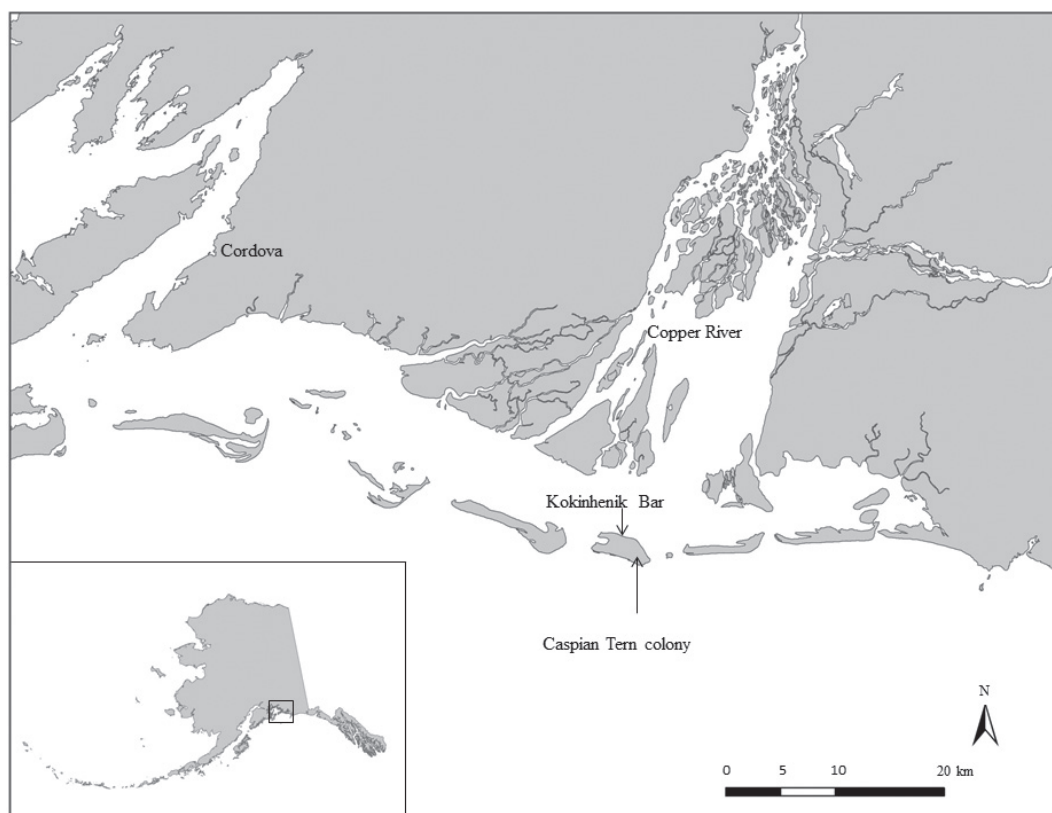 Cordova
Copper River
Kokinhenik Bar
Caspian Tern colony
N
0 5 10 20 km